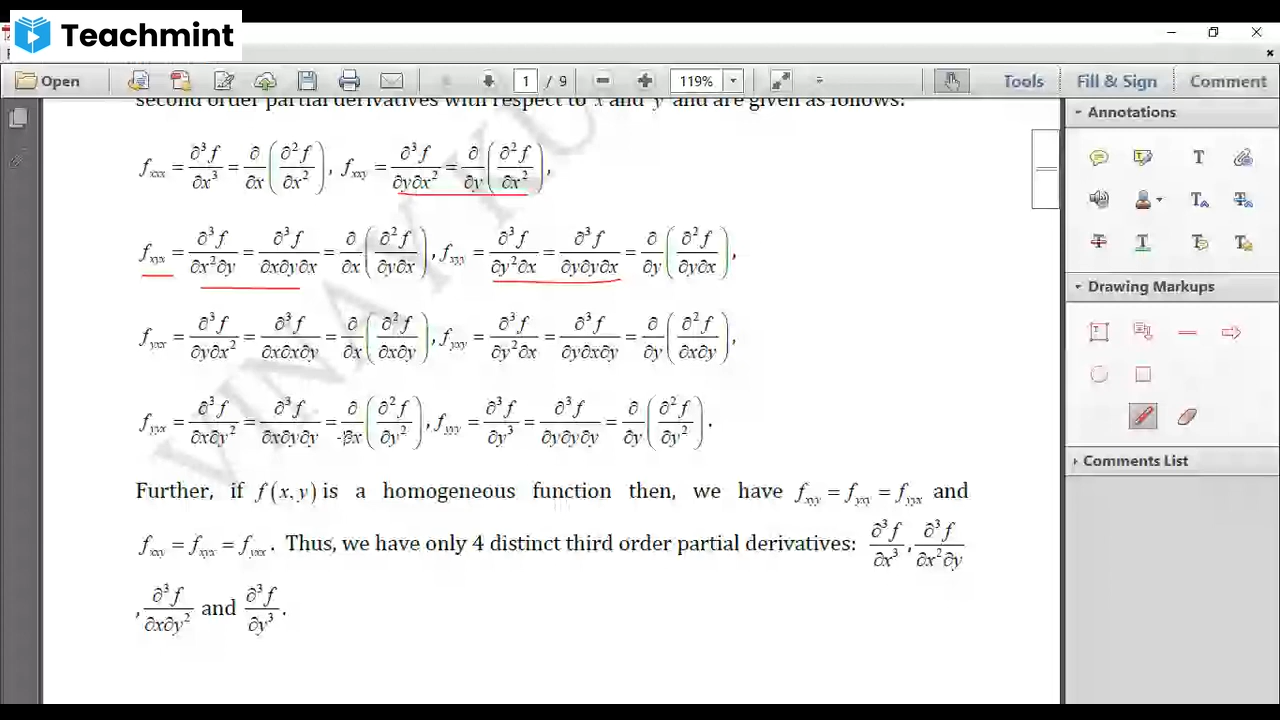 Teachmint
Open 1 / 9 119% Tools Fill & Sign Comment
second order partial derivatives with respect to x and y and are given as follows:
f_xxx = ∂³f/∂x³ = ∂/∂x (∂²f/∂x²), f_xxy = ∂³f/∂y∂x² = ∂/∂y (∂²f/∂x²),
f_xyx = ∂³f/∂x²∂y = ∂³f/∂x∂y∂x = ∂/∂x (∂²f/∂y∂x), f_xyy = ∂³f/∂y²∂x = ∂³f/∂y∂y∂x = ∂/∂y (∂²f/∂y∂x),
f_yxx = ∂³f/∂y∂x² = ∂³f/∂x∂x∂y = ∂/∂x (∂²f/∂x∂y), f_yxy = ∂³f/∂y²∂x = ∂³f/∂y∂x∂y = ∂/∂y (∂²f/∂x∂y),
f_yyx = ∂³f/∂x∂y² = ∂³f/∂x∂y∂y = ∂/∂x (∂²f/∂y²), f_yyy = ∂³f/∂y³ = ∂³f/∂y∂y∂y = ∂/∂y (∂²f/∂y²).
Further, if f(x, y) is a homogeneous function then, we have f_xyy = f_yxy = f_yyx and
f_xxy = f_xyx = f_yxx. Thus, we have only 4 distinct third order partial derivatives: ∂³f/∂x³, ∂³f/∂x²∂y
, ∂³f/∂x∂y² and ∂³f/∂y³.
Annotations
Drawing Markups
Comments List